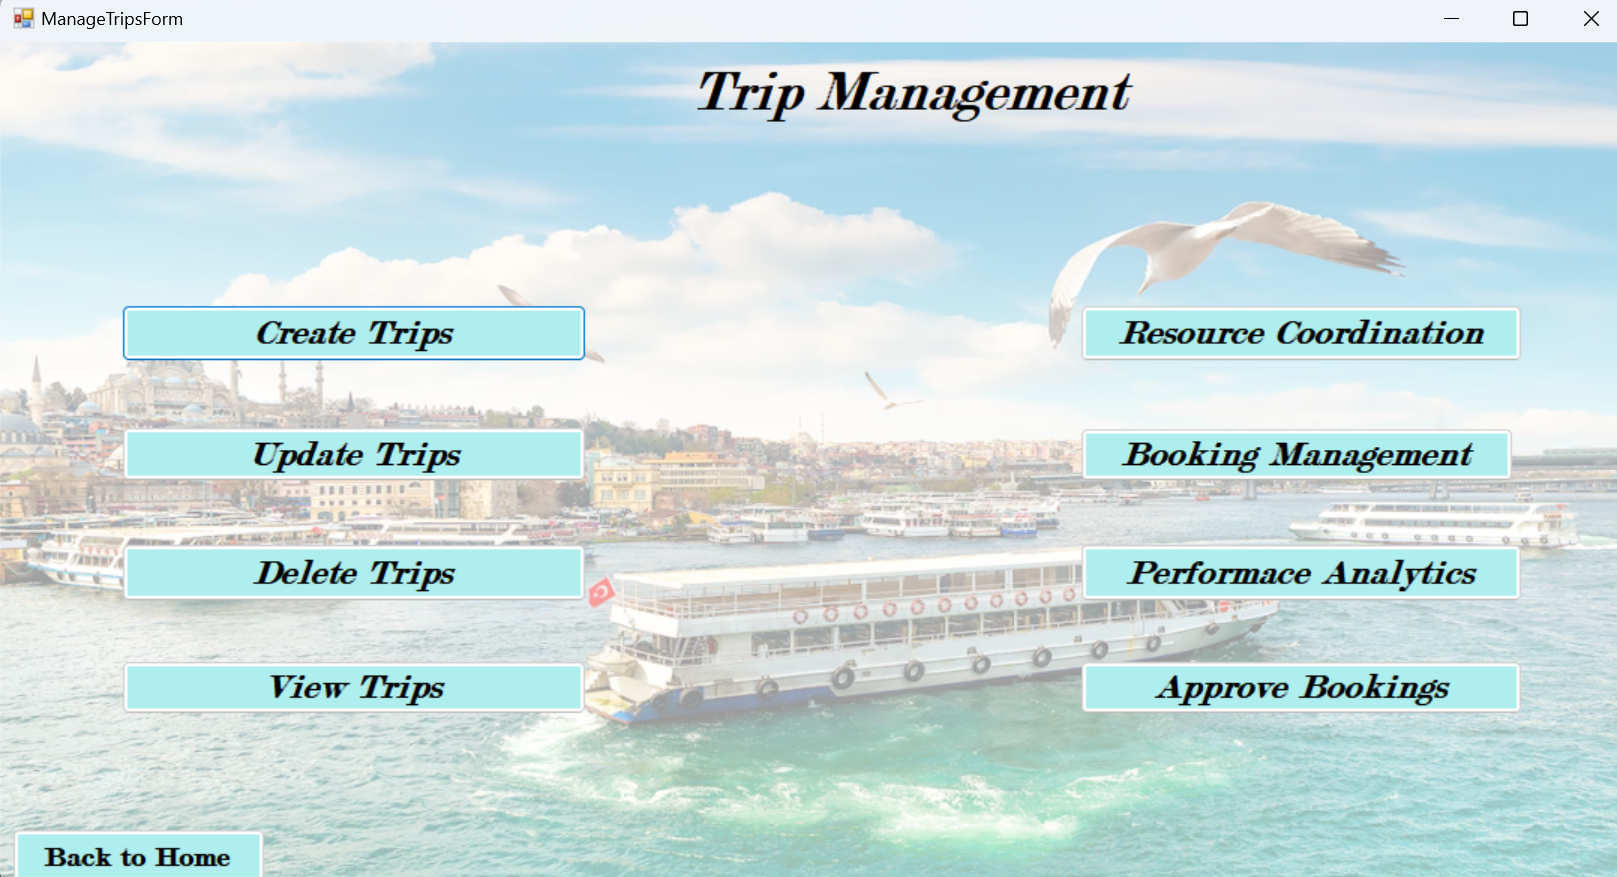 ManageTripsForm
Trip Management
Create Trips
Resource Coordination
Update Trips
Booking Management
Delete Trips
Performace Analytics
View Trips
Approve Bookings
Back to Home